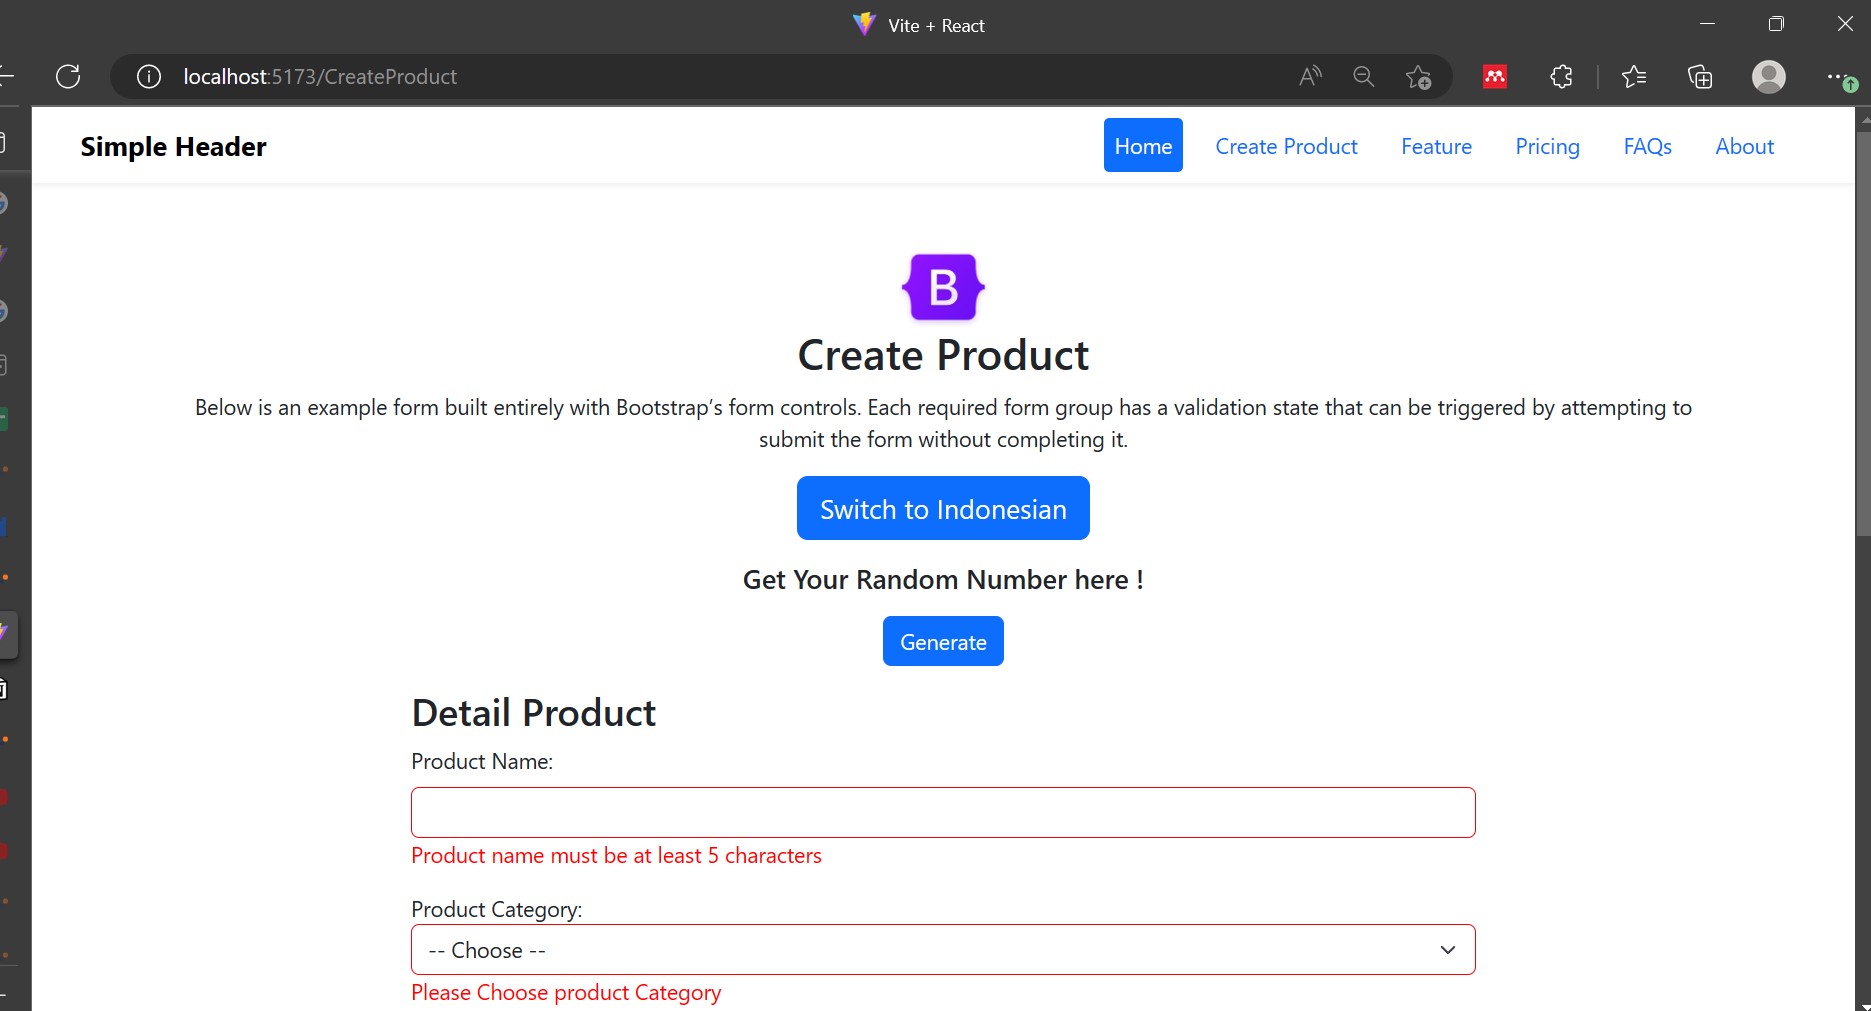 Vite + React
localhost:5173/CreateProduct
Simple Header
Home Create Product Feature Pricing FAQs About
B
Create Product
Below is an example form built entirely with Bootstrap’s form controls. Each required form group has a validation state that can be triggered by attempting to
submit the form without completing it.
Switch to Indonesian
Get Your Random Number here !
Generate
Detail Product
Product Name:
Product name must be at least 5 characters
Product Category:
-- Choose --
Please Choose product Category